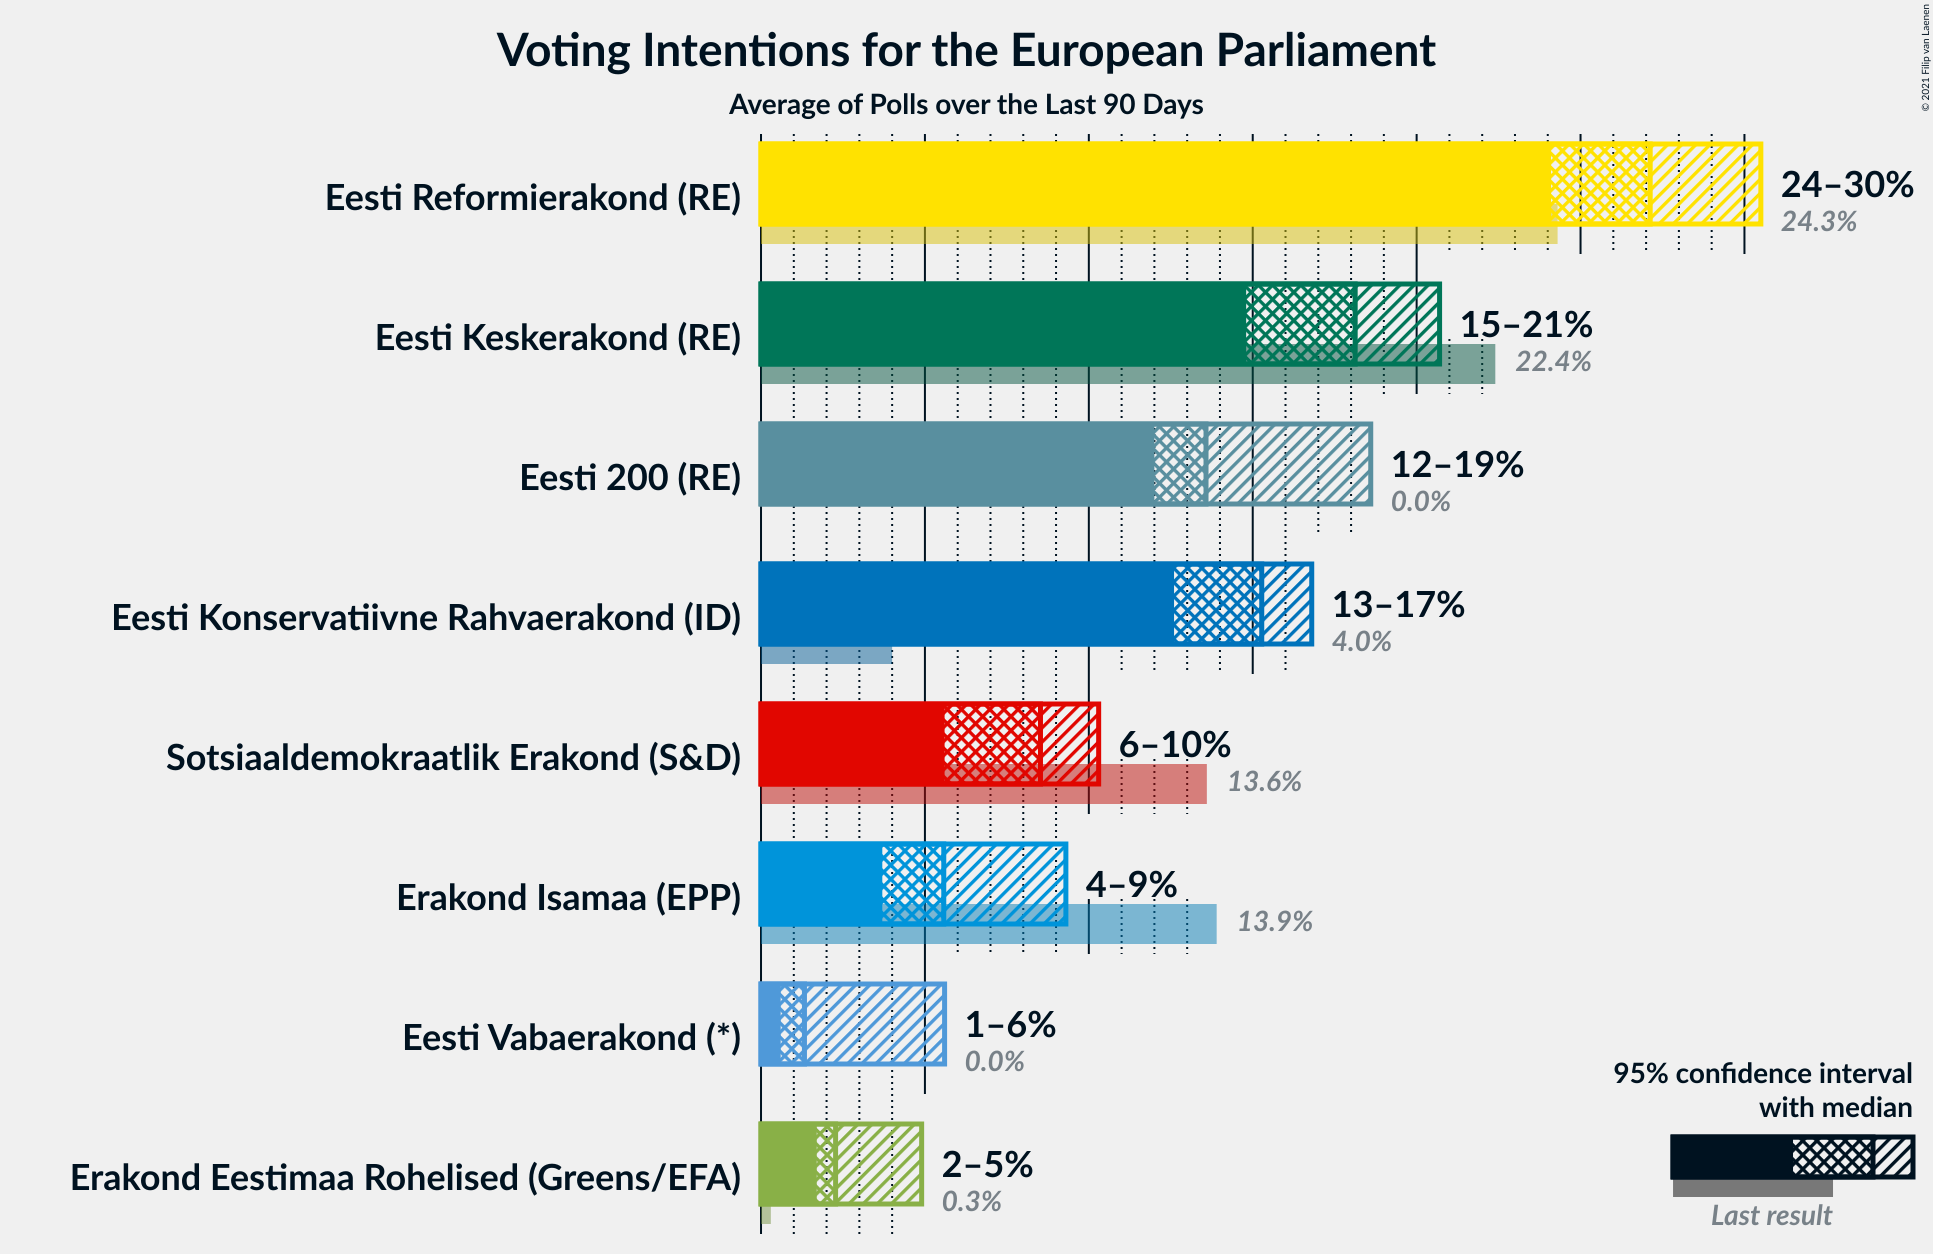 Voting Intentions for the European Parliament
Average of Polls over the Last 90 Days
© 2021 Filip van Laenen
Eesti Reformierakond (RE)
24–30%
24.3%
Eesti Keskerakond (RE)
15–21%
22.4%
Eesti 200 (RE)
12–19%
0.0%
Eesti Konservatiivne Rahvaerakond (ID)
13–17%
4.0%
Sotsiaaldemokraatlik Erakond (S&D)
6–10%
13.6%
Erakond Isamaa (EPP)
4–9%
13.9%
Eesti Vabaerakond (*)
1–6%
0.0%
Erakond Eestimaa Rohelised (Greens/EFA)
2–5%
0.3%
95% confidence interval
with median
Last result